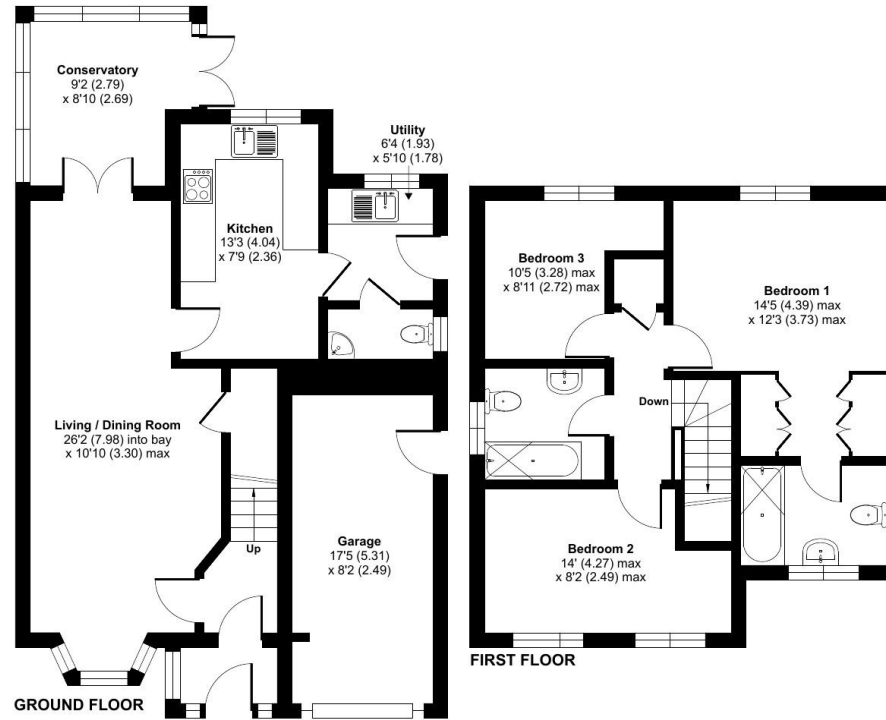 Conservatory
9'2 (2.79)
x 8'10 (2.69)
Utility
6'4 (1.93)
x 5'10 (1.78)
Kitchen
13'3 (4.04)
x 7'9 (2.36)
Living / Dining Room
26'2 (7.98) into bay
x 10'10 (3.30) max
Up
Garage
17'5 (5.31)
x 8'2 (2.49)
GROUND FLOOR
Bedroom 3
10'5 (3.28) max
x 8'11 (2.72) max
Bedroom 1
14'5 (4.39) max
x 12'3 (3.73) max
Down
Bedroom 2
14' (4.27) max
x 8'2 (2.49) max
FIRST FLOOR